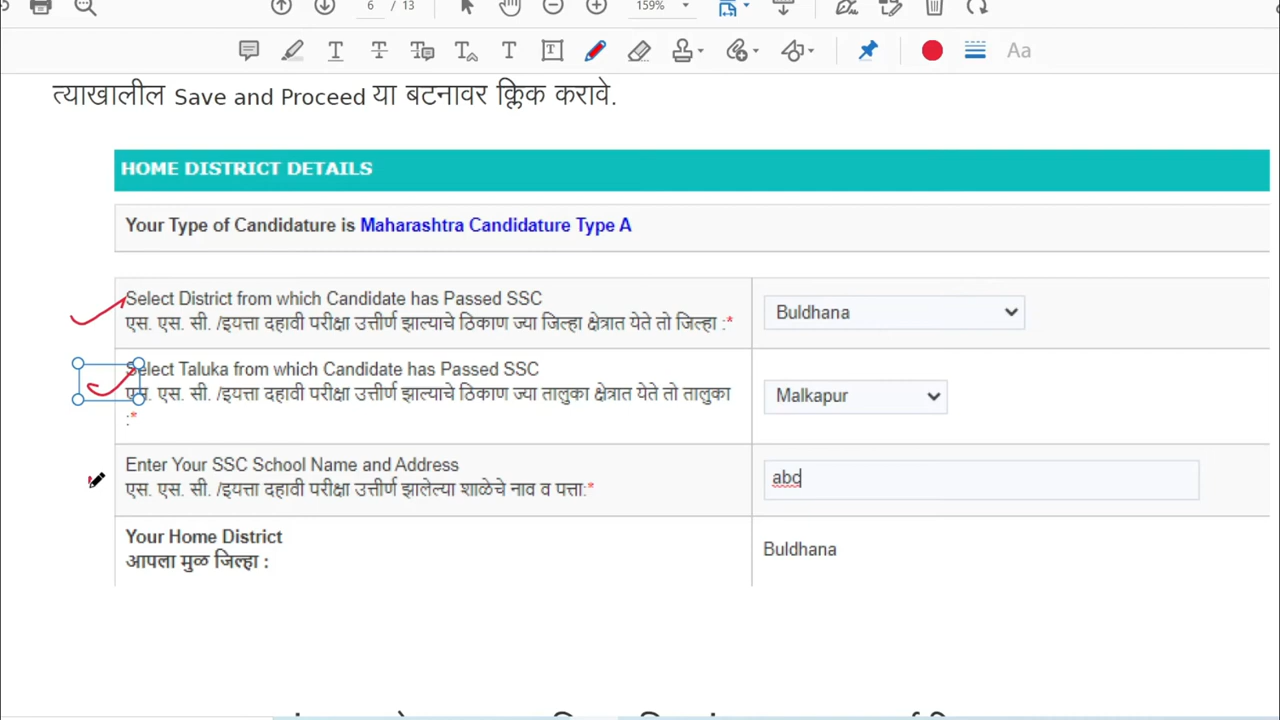 6 / 13
159%
Aa
त्याखालील Save and Proceed या बटनावर क्लिक करावे.
HOME DISTRICT DETAILS
Your Type of Candidature is Maharashtra Candidature Type A
Select District from which Candidate has Passed SSC
एस. एस. सी. /इयत्ता दहावी परीक्षा उत्तीर्ण झाल्याचे ठिकाण ज्या जिल्हा क्षेत्रात येते तो जिल्हा :*
Buldhana
Select Taluka from which Candidate has Passed SSC
एस. एस. सी. /इयत्ता दहावी परीक्षा उत्तीर्ण झाल्याचे ठिकाण ज्या तालुका क्षेत्रात येते तो तालुका
:*
Malkapur
Enter Your SSC School Name and Address
एस. एस. सी. /इयत्ता दहावी परीक्षा उत्तीर्ण झालेल्या शाळेचे नाव व पत्ता:*
abd
Your Home District
आपला मुळ जिल्हा :
Buldhana